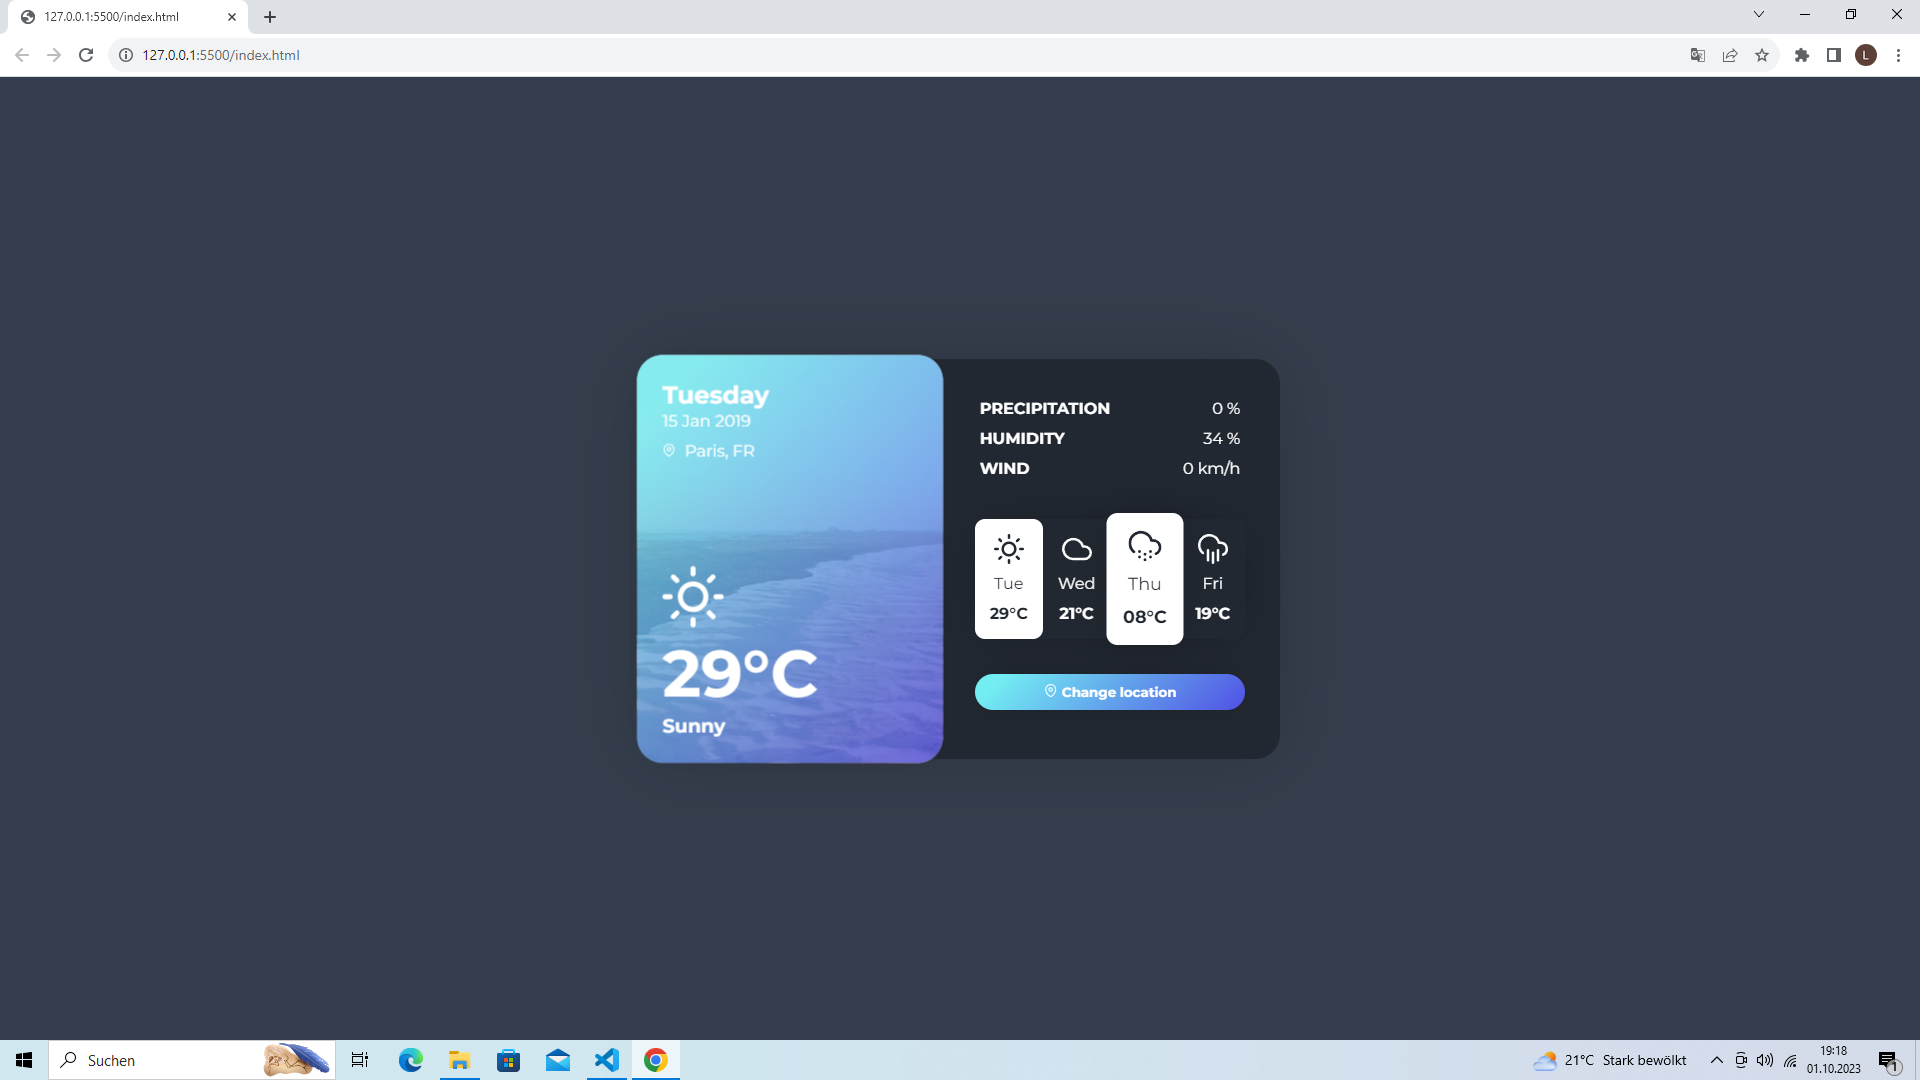 127.0.0.1:5500/index.html
127.0.0.1:5500/index.html
L
Tuesday
15 Jan 2019
Paris, FR
29°C
Sunny
PRECIPITATION 0 %
HUMIDITY 34 %
WIND 0 km/h
Tue Wed Thu Fri
29°C 21°C 08°C 19°C
Change location
Suchen
21°C Stark bewölkt
19:18
01.10.2023
1